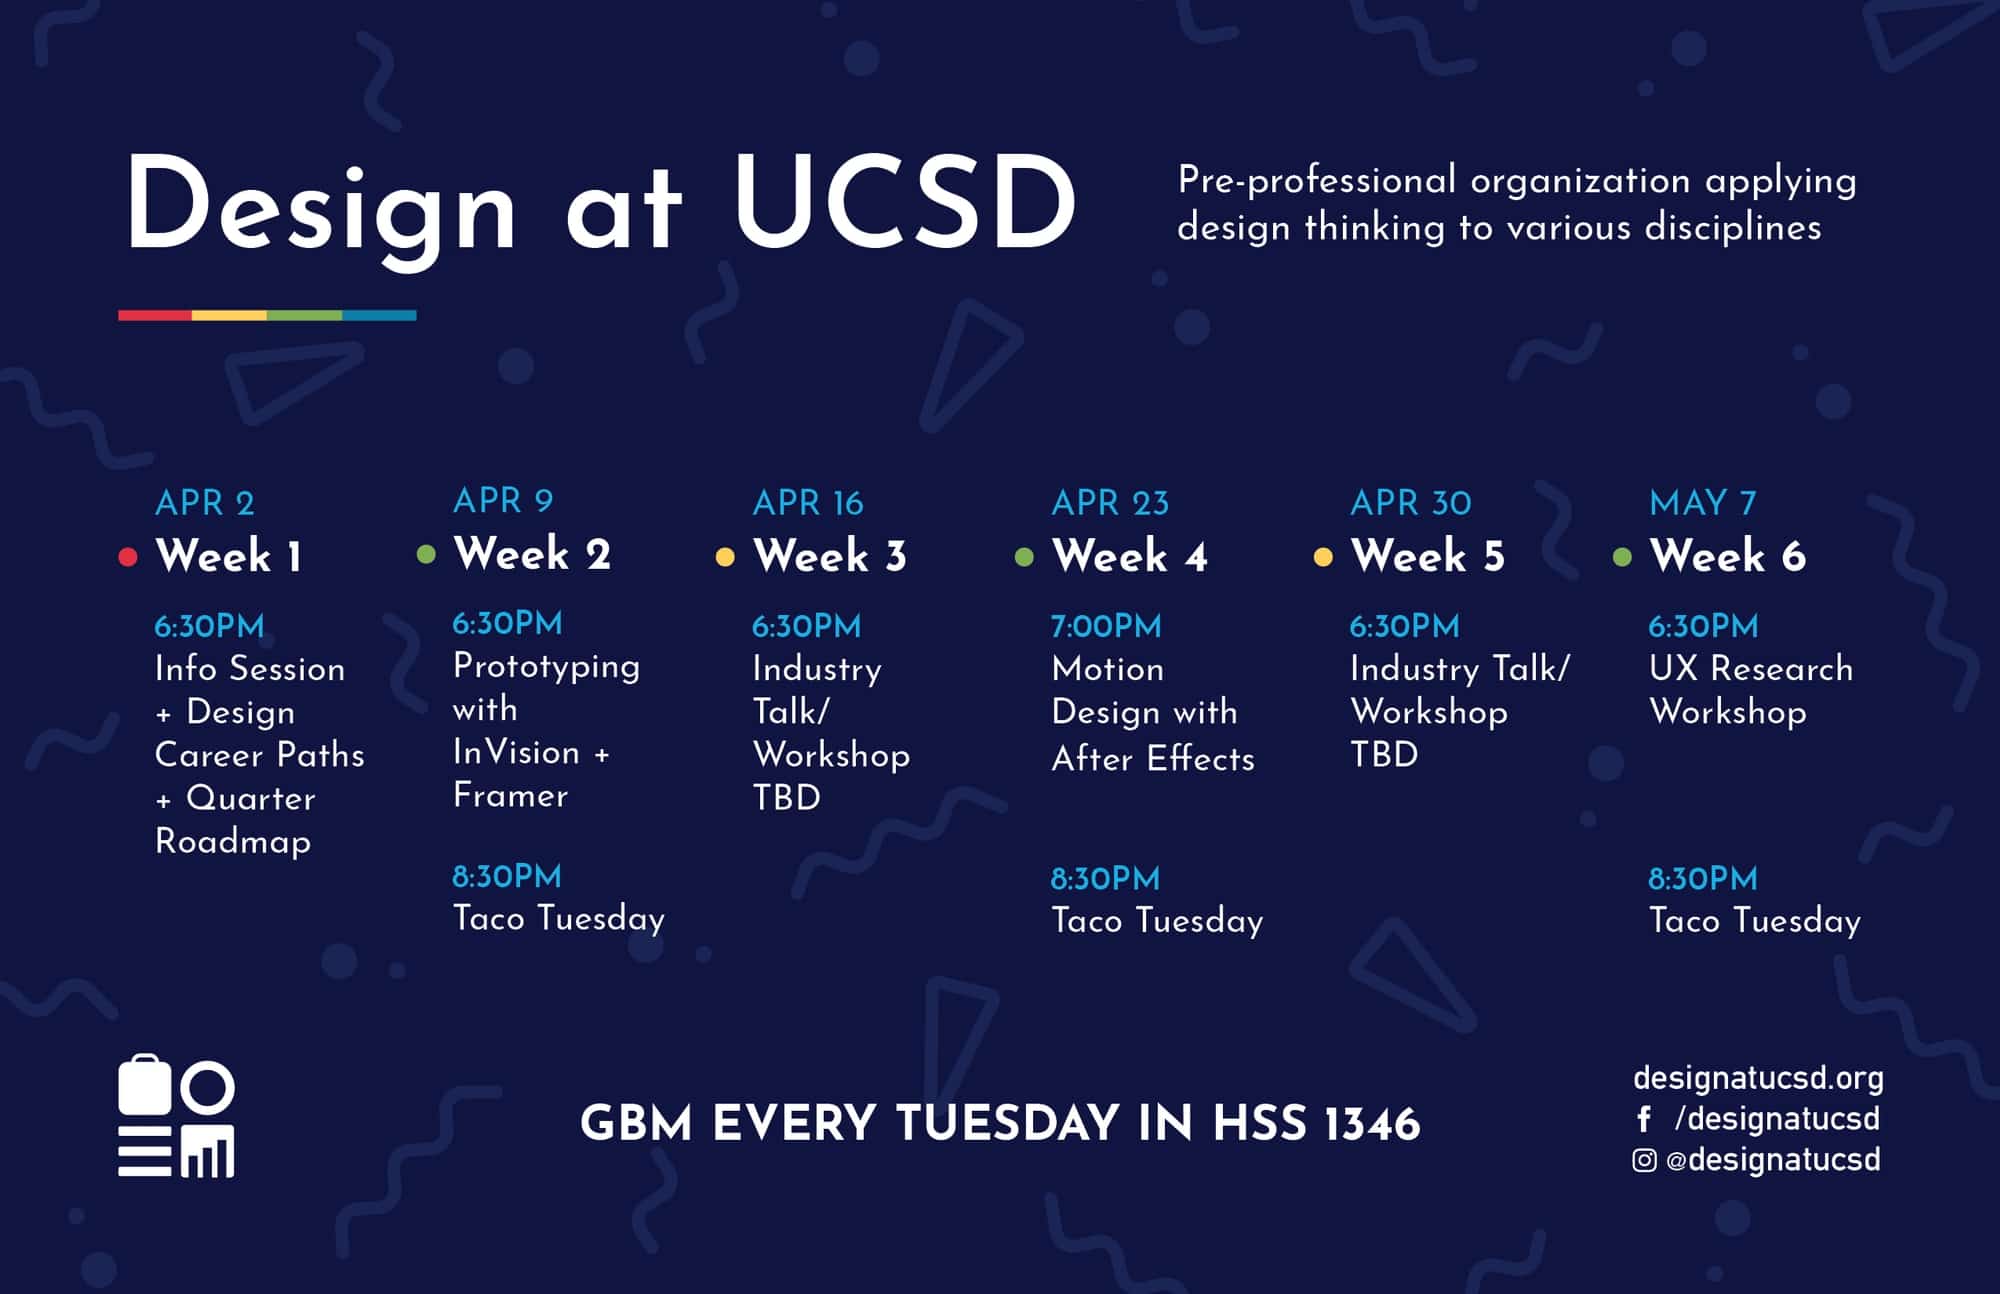 Design at UCSD
Pre-professional organization applying
design thinking to various disciplines
APR 2
Week 1
6:30PM
Info Session
+ Design
Career Paths
+ Quarter
Roadmap
APR 9
Week 2
6:30PM
Prototyping
with
InVision +
Framer
8:30PM
Taco Tuesday
APR 16
Week 3
6:30PM
Industry
Talk/
Workshop
TBD
APR 23
Week 4
7:00PM
Motion
Design with
After Effects
8:30PM
Taco Tuesday
APR 30
Week 5
6:30PM
Industry Talk/
Workshop
TBD
MAY 7
Week 6
6:30PM
UX Research
Workshop
8:30PM
Taco Tuesday
GBM EVERY TUESDAY IN HSS 1346
designatucsd.org
f /designatucsd
@designatucsd